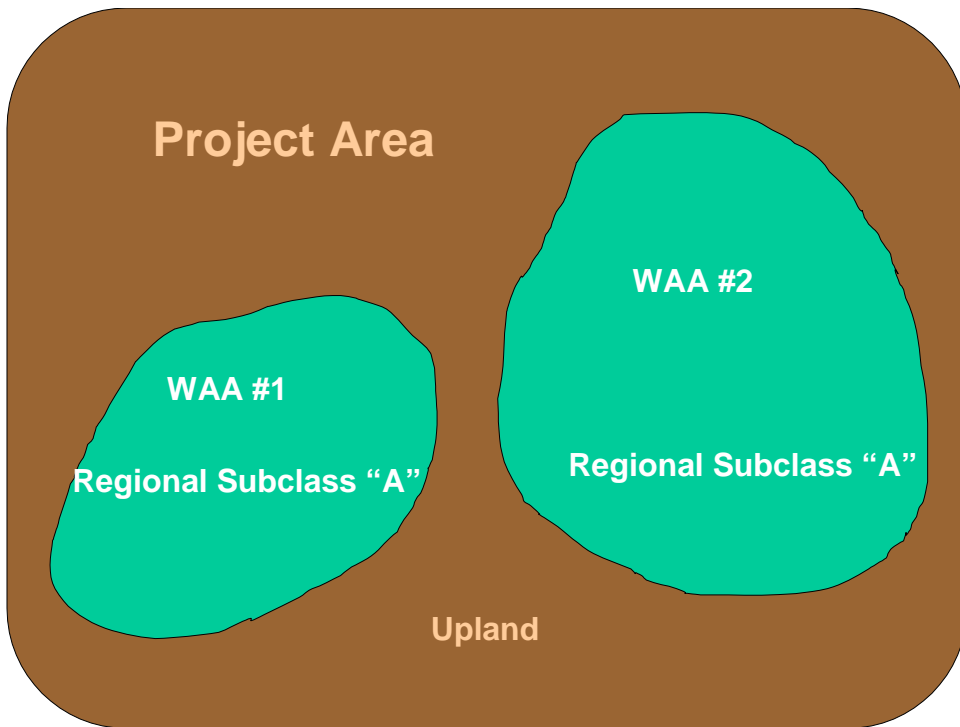 Project Area
WAA #2
WAA #1
Regional Subclass “A”
Regional Subclass “A”
Upland